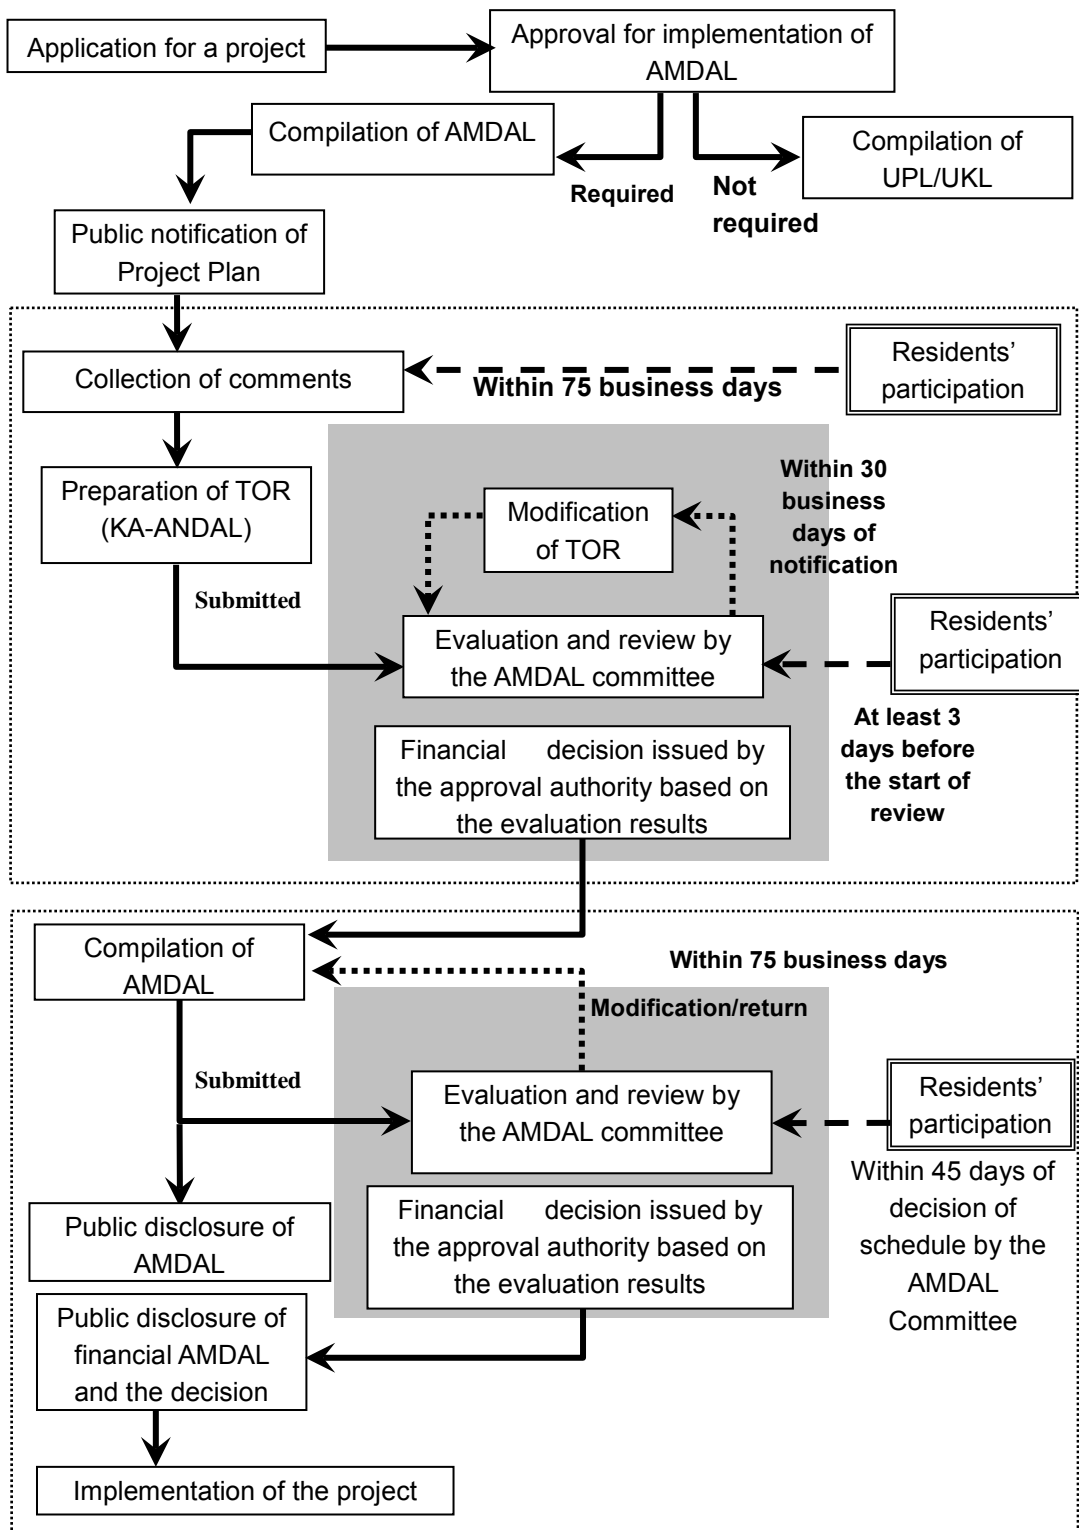 Application for a project
Approval for implementation of
AMDAL
Compilation of AMDAL
Compilation of
UPL/UKL
Required
Not
required
Public notification of
Project Plan
Collection of comments
Within 75 business days
Residents’
participation
Preparation of TOR
(KA-ANDAL)
Modification
of TOR
Within 30
business
days of
notification
Submitted
Evaluation and review by
the AMDAL committee
Residents’
participation
At least 3
days before
the start of
review
Financial decision issued by
the approval authority based on
the evaluation results
Compilation of
AMDAL
Within 75 business days
Modification/return
Submitted
Evaluation and review by
the AMDAL committee
Residents’
participation
Within 45 days of
decision of
schedule by the
AMDAL
Committee
Public disclosure of
AMDAL
Financial decision issued by
the approval authority based on
the evaluation results
Public disclosure of
financial AMDAL
and the decision
Implementation of the project